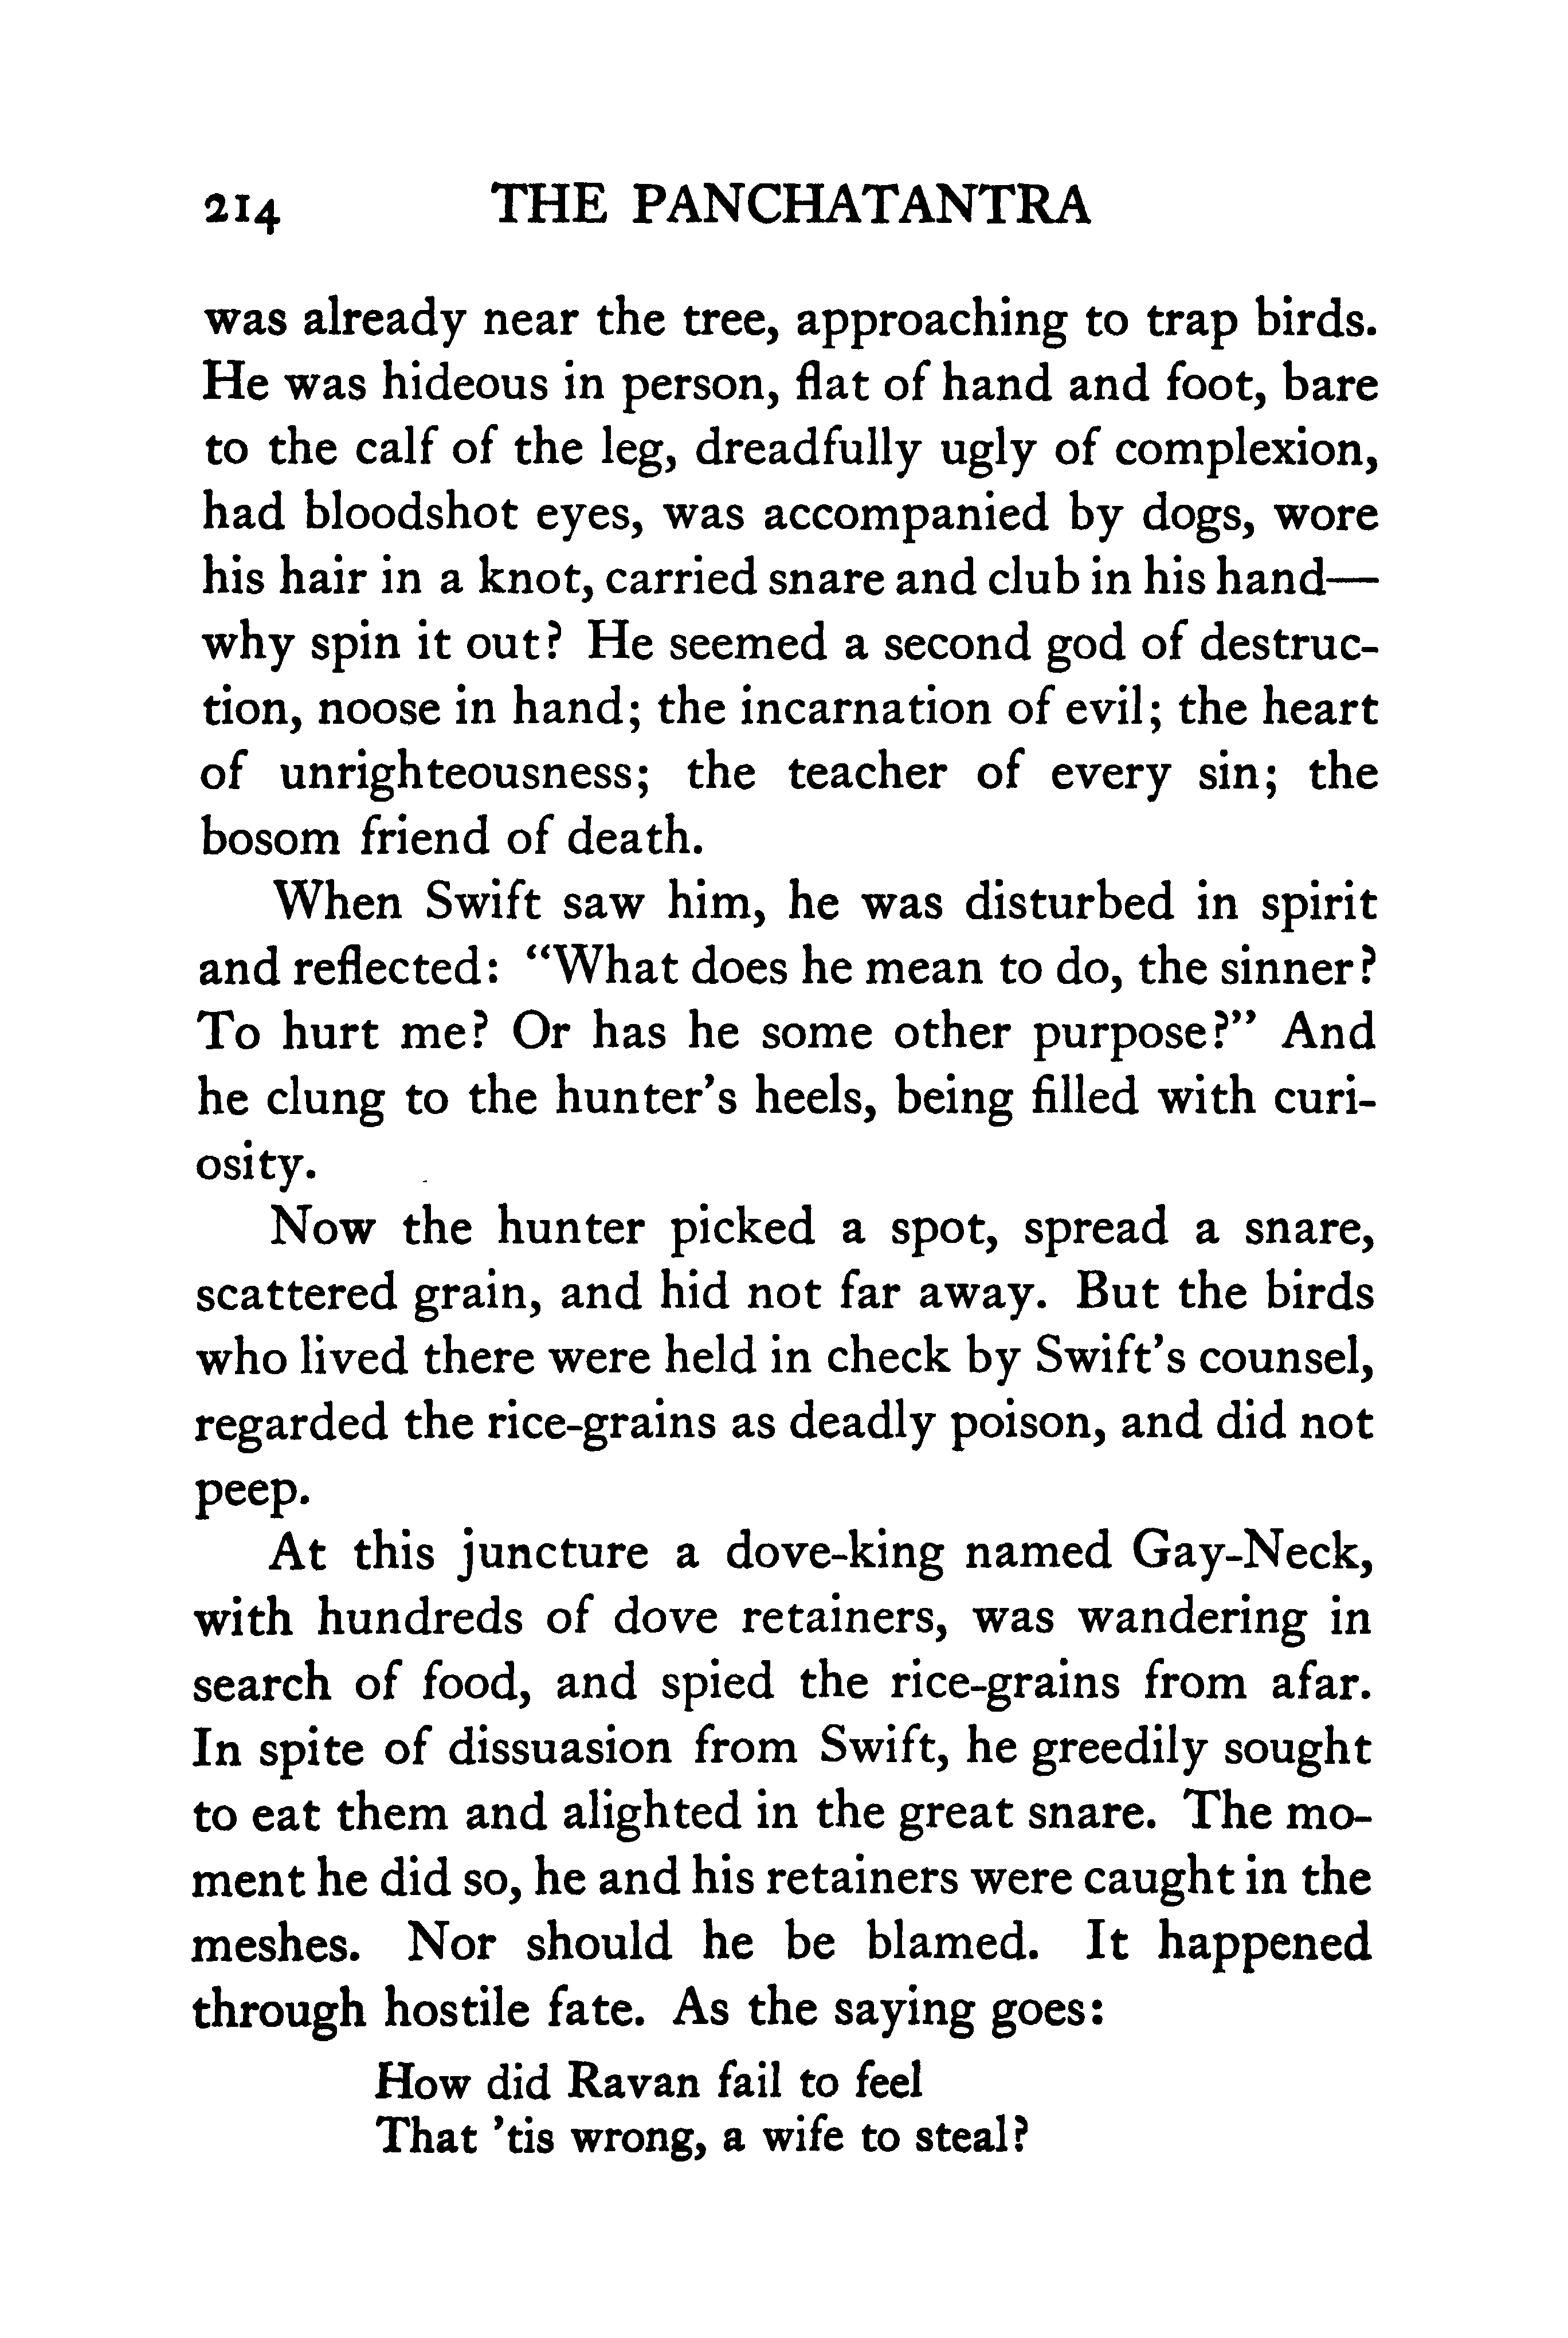 214 THE PANCHATANTRA
was already near the tree, approaching to trap birds.
He was hideous in person, flat of hand and foot, bare
to the calf of the leg, dreadfully ugly of complexion,
had bloodshot eyes, was accompanied by dogs, wore
his hair in a knot, carried snare and club in his hand—
why spin it out? He seemed a second god of destruc-
tion, noose in hand; the incarnation of evil; the heart
of unrighteousness; the teacher of every sin; the
bosom friend of death.
When Swift saw him, he was disturbed in spirit
and reflected: “What does he mean to do, the sinner?
To hurt me? Or has he some other purpose?” And
he clung to the hunter’s heels, being filled with curi-
osity.
Now the hunter picked a spot, spread a snare,
scattered grain, and hid not far away. But the birds
who lived there were held in check by Swift’s counsel,
regarded the rice-grains as deadly poison, and did not
peep.
At this juncture a dove-king named Gay-Neck,
with hundreds of dove retainers, was wandering in
search of food, and spied the rice-grains from afar.
In spite of dissuasion from Swift, he greedily sought
to eat them and alighted in the great snare. The mo-
ment he did so, he and his retainers were caught in the
meshes. Nor should he be blamed. It happened
through hostile fate. As the saying goes:
How did Ravan fail to feel
That ’tis wrong, a wife to steal?